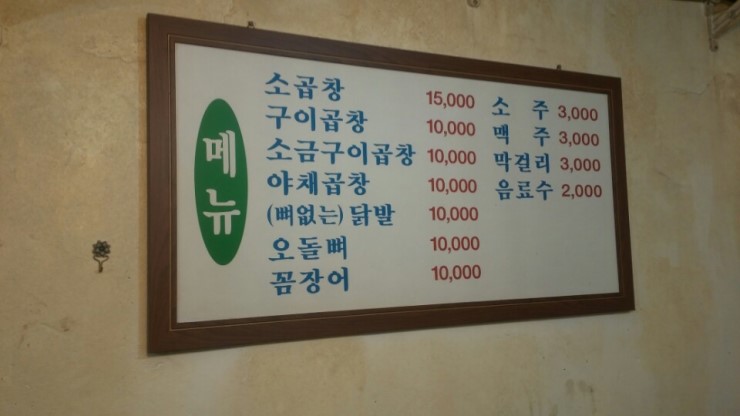 메뉴
소곱창 15,000
구이곱창 10,000
소금구이곱창 10,000
야채곱창 10,000
(뼈없는) 닭발 10,000
오돌뼈 10,000
꼼장어 10,000
소 주 3,000
맥 주 3,000
막걸리 3,000
음료수 2,000